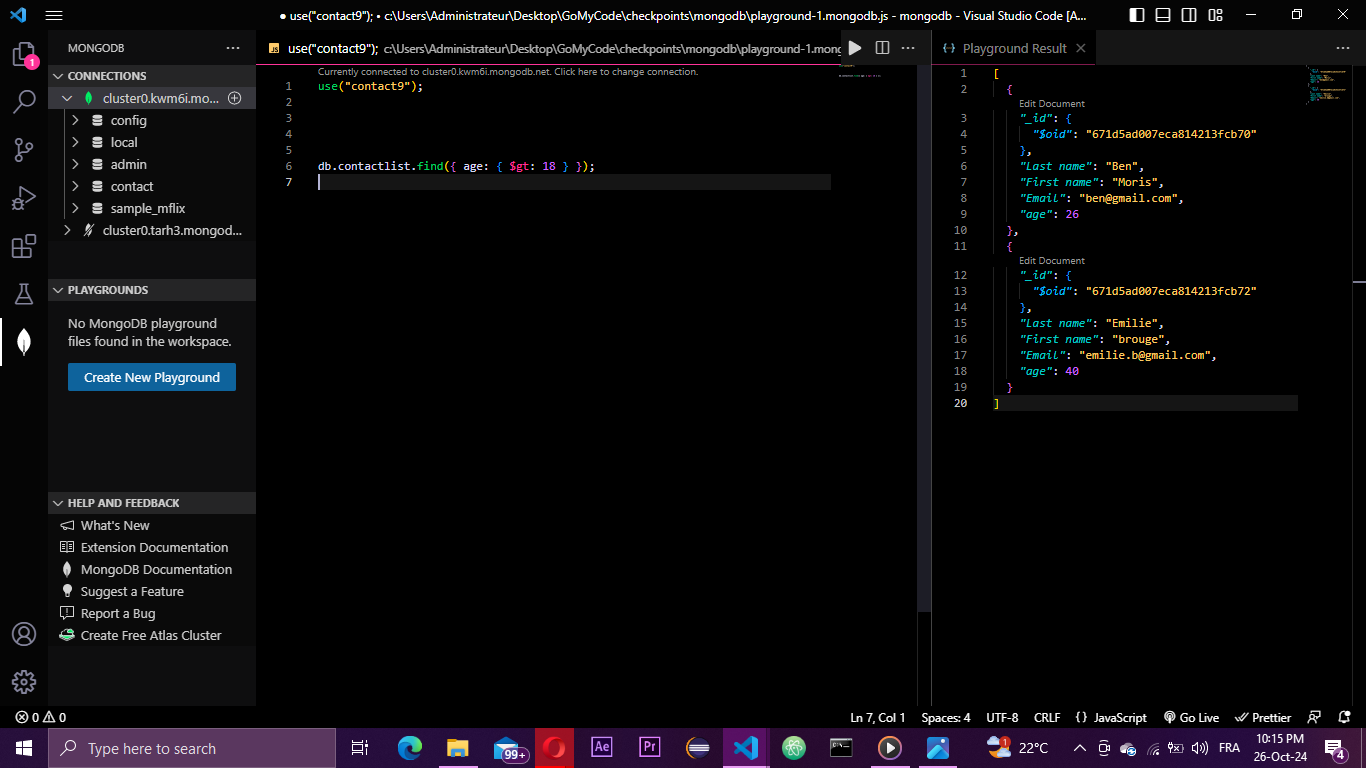 ● use("contact9"); • c:\Users\Administrateur\Desktop\GoMyCode\checkpoints\mongodb\playground-1.mongodb.js - mongodb - Visual Studio Code [A...
1
MONGODB
CONNECTIONS
cluster0.kwm6i.mo...
config
local
admin
contact
sample_mflix
cluster0.tarh3.mongod...
PLAYGROUNDS
No MongoDB playground
files found in the workspace.
Create New Playground
HELP AND FEEDBACK
What's New
Extension Documentation
MongoDB Documentation
Suggest a Feature
Report a Bug
Create Free Atlas Cluster
JS use("contact9"); c:\Users\Administrateur\Desktop\GoMyCode\checkpoints\mongodb\playground-1.mong
Currently connected to cluster0.kwm6i.mongodb.net. Click here to change connection.
1 use("contact9");
2
3
4
5
6 db.contactlist.find({ age: { $gt: 18 } });
7
Playground Result
1 [
2 {
Edit Document
3 "_id": {
4 "$oid": "671d5ad007eca814213fcb70"
5 },
6 "Last name": "Ben",
7 "First name": "Moris",
8 "Email": "ben@gmail.com",
9 "age": 26
10 },
11 {
Edit Document
12 "_id": {
13 "$oid": "671d5ad007eca814213fcb72"
14 },
15 "Last name": "Emilie",
16 "First name": "brouge",
17 "Email": "emilie.b@gmail.com",
18 "age": 40
19 }
20 ]
0 0
Ln 7, Col 1 Spaces: 4 UTF-8 CRLF {} JavaScript Go Live Prettier
Type here to search
99+
Ae
Pr
1
22°C
FRA
10:15 PM
26-Oct-24
4